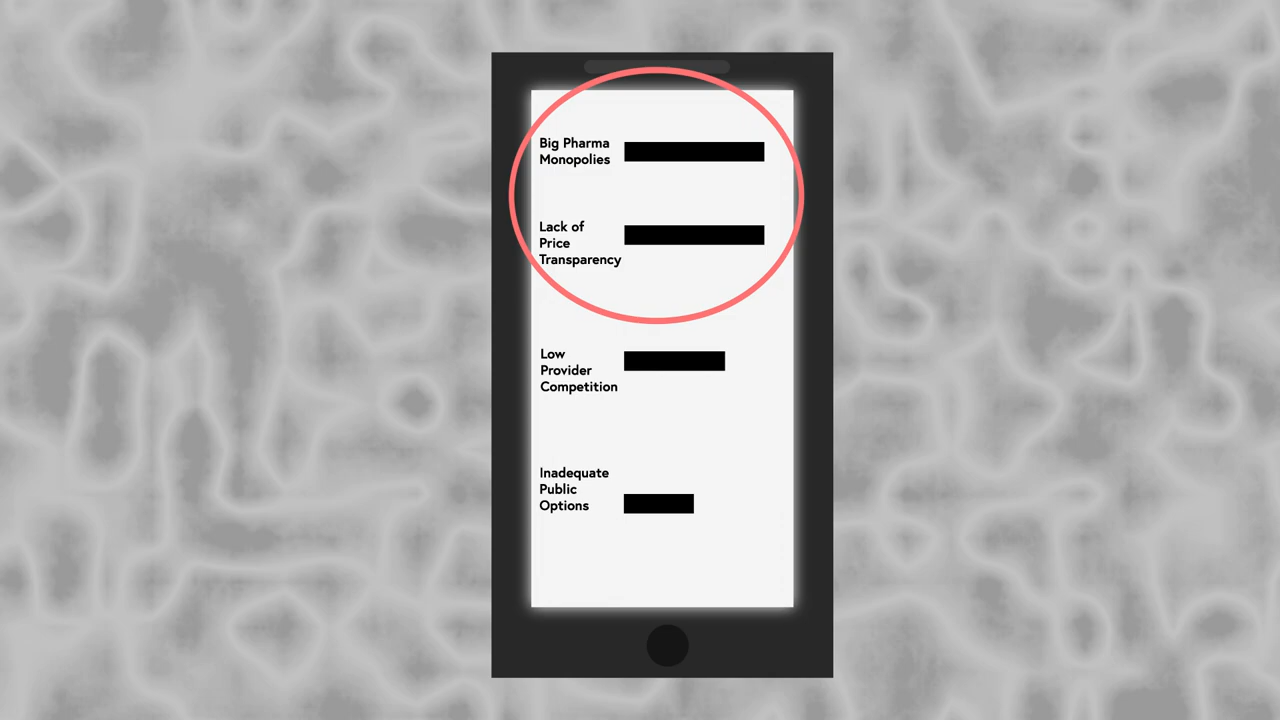 Big Pharma
Monopolies
Lack of
Price
Transparency
Low
Provider
Competition
Inadequate
Public
Options